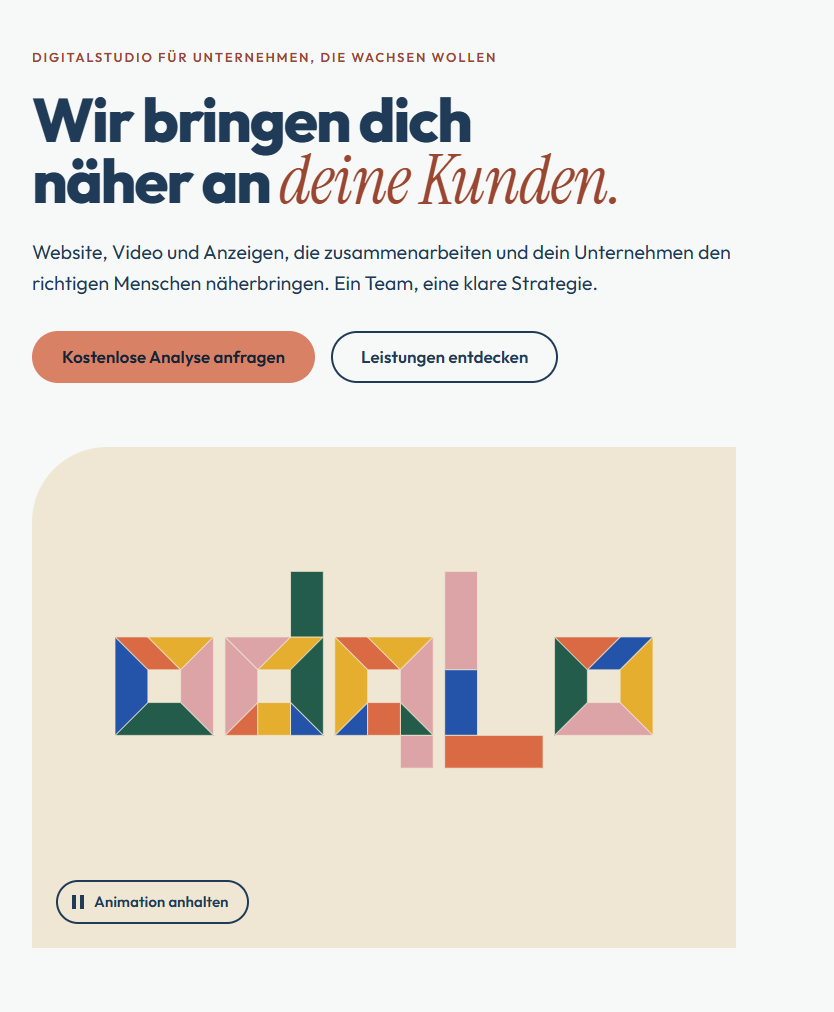 DIGITALSTUDIO FÜR UNTERNEHMEN, DIE WACHSEN WOLLEN
Wir bringen dich
näher an deine Kunden.
Website, Video und Anzeigen, die zusammenarbeiten und dein Unternehmen den
richtigen Menschen näherbringen. Ein Team, eine klare Strategie.
Kostenlose Analyse anfragen
Leistungen entdecken
Animation anhalten